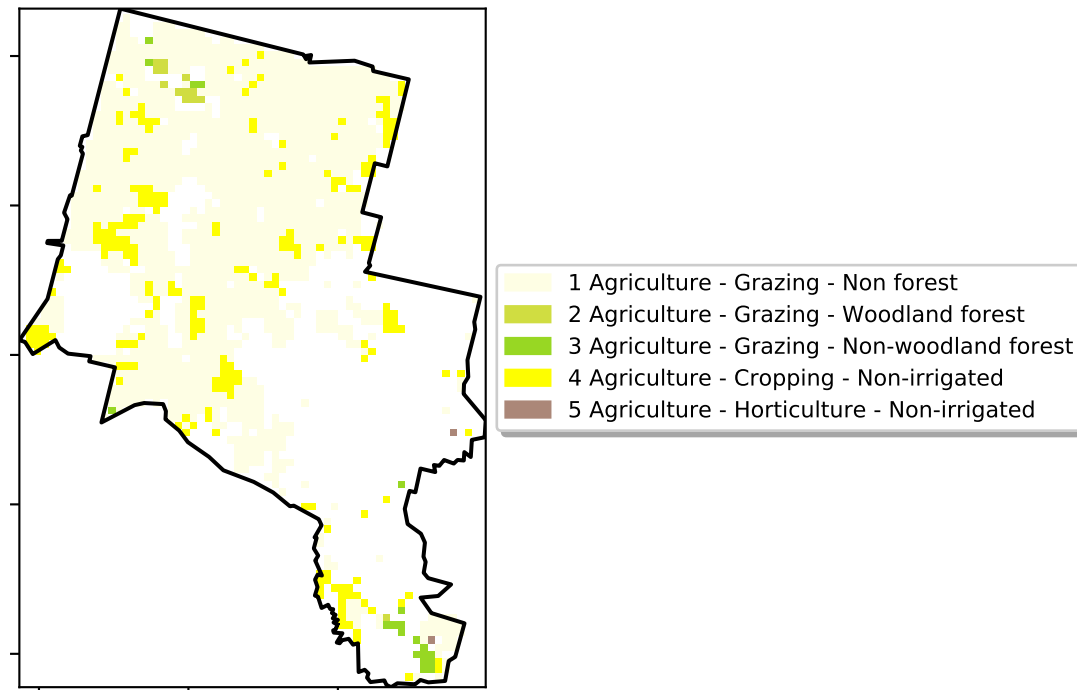 1 Agriculture - Grazing - Non forest
2 Agriculture - Grazing - Woodland forest
3 Agriculture - Grazing - Non-woodland forest
4 Agriculture - Cropping - Non-irrigated
5 Agriculture - Horticulture - Non-irrigated